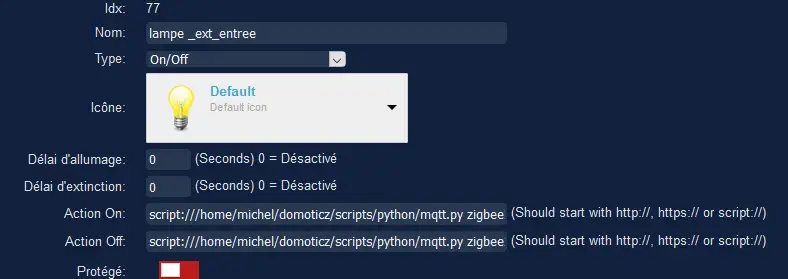 Idx: 77
Nom: lampe _ext_entree
Type: On/Off
Icône: Default
Default icon
Délai d'allumage: 0 (Seconds) 0 = Désactivé
Délai d'extinction: 0 (Seconds) 0 = Désactivé
Action On: script:///home/michel/domoticz/scripts/python/mqtt.py zigbee (Should start with http://, https:// or script://)
Action Off: script:///home/michel/domoticz/scripts/python/mqtt.py zigbee (Should start with http://, https:// or script://)
Protégé: